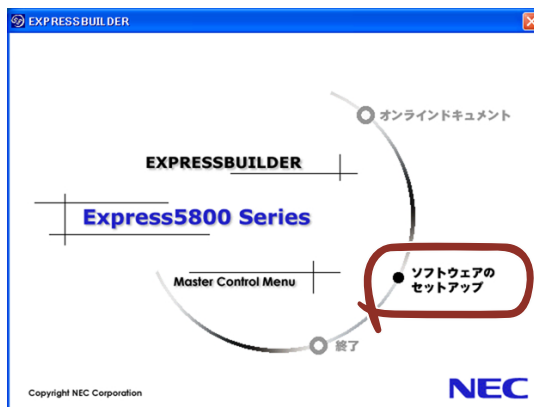 EXPRESSBUILDER
オンラインドキュメント
EXPRESSBUILDER
Express5800 Series
ソフトウェアの
セットアップ
Master Control Menu
終了
Copyright NEC Corporation
NEC